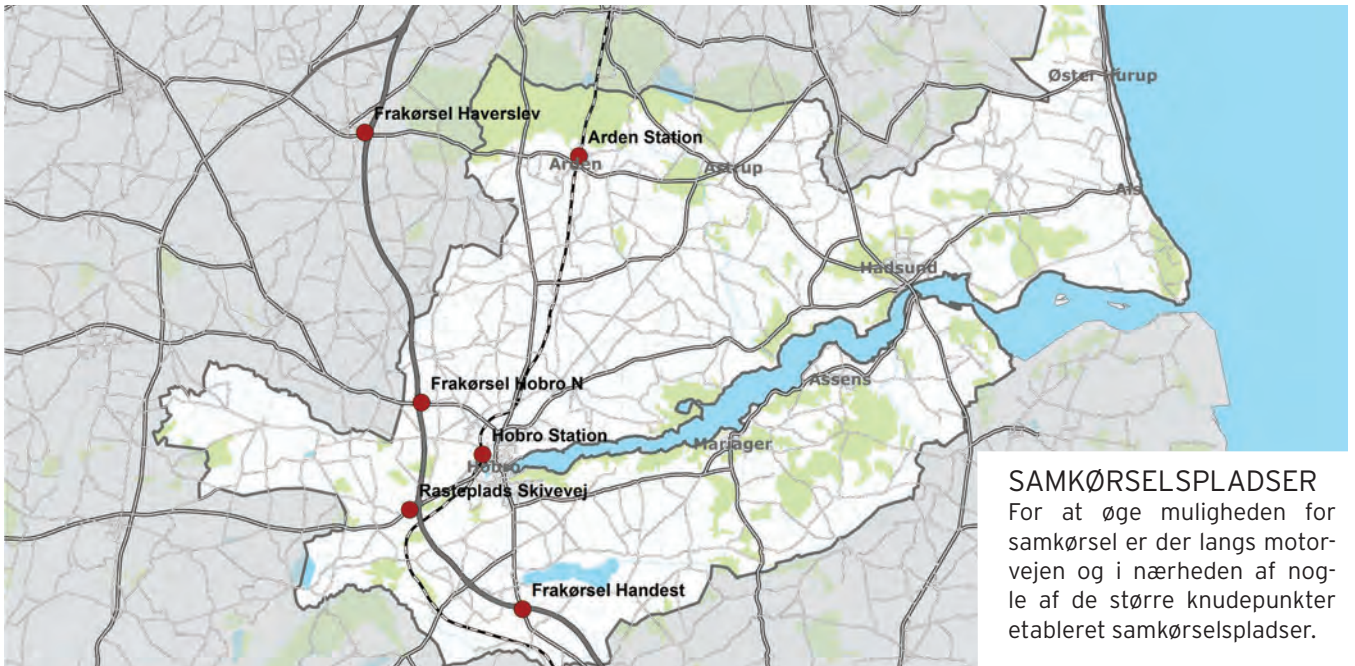 Øster Hurup
Frakørsel Haverslev
Arden Station
Arden
Astrup
Als
Hadsund
Frakørsel Hobro N
Assens
Hobro Station
Mariager
Hobro
Rasteplads Skivevej
Frakørsel Handest
SAMKØRSELSPLADSER
For at øge muligheden for
samkørsel er der langs motor-
vejen og i nærheden af nog-
le af de større knudepunkter
etableret samkørselspladser.